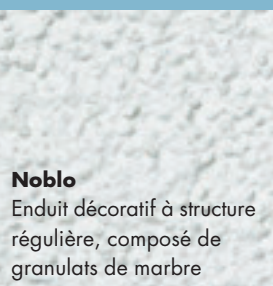 Noblo
Enduit décoratif à structure
régulière, composé de
granulats de marbre